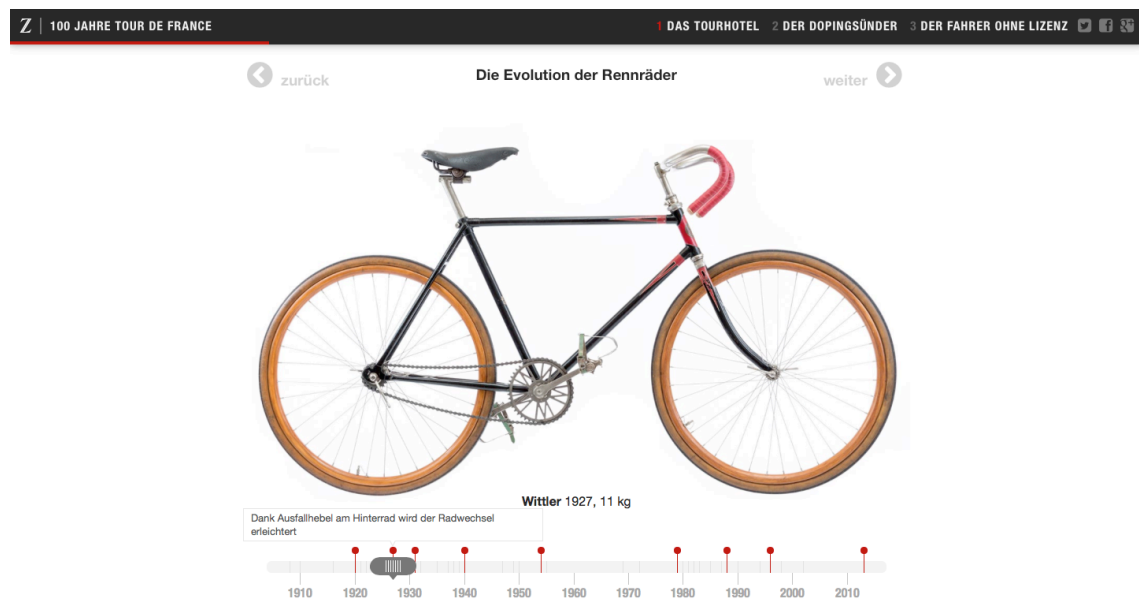 Z | 100 JAHRE TOUR DE FRANCE
1 DAS TOURHOTEL 2 DER DOPINGSÜNDER 3 DER FAHRER OHNE LIZENZ
zurück
Die Evolution der Rennräder
weiter
Wittler 1927, 11 kg
Dank Ausfallhebel am Hinterrad wird der Radwechsel
erleichtert
1910 1920 1930 1940 1950 1960 1970 1980 1990 2000 2010